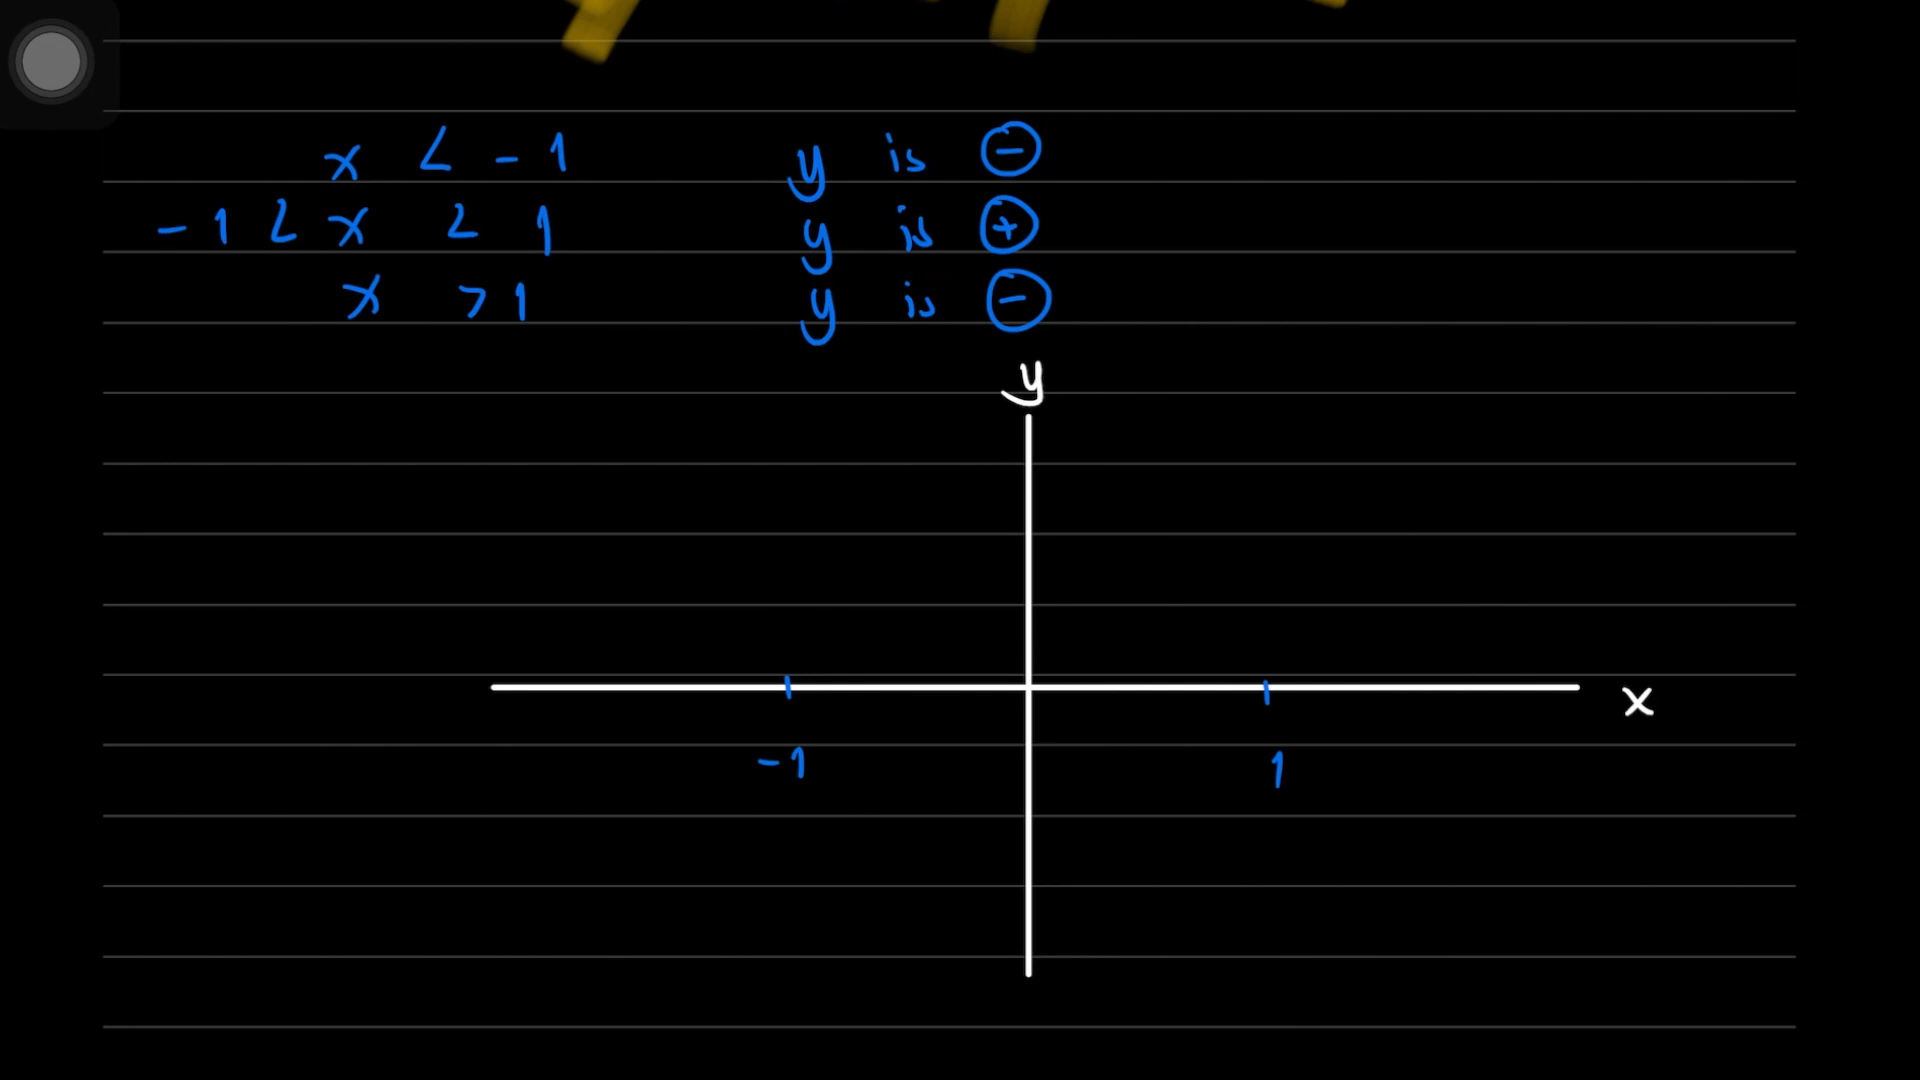 x < - 1 y is ⊖
- 1 < x < 1 y is ⊕
x > 1 y is ⊖
y
x
-1 1